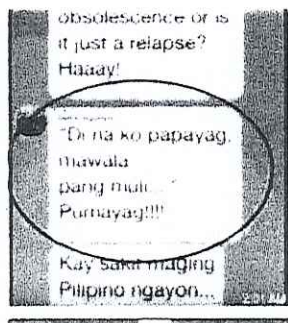 obsolescence or is
it just a relapse?
Haaay!
"Di na ko papayag,
mawala
pang muli..."
Pumayag!!!!
Kay sakit maging
Pilipino ngayon...